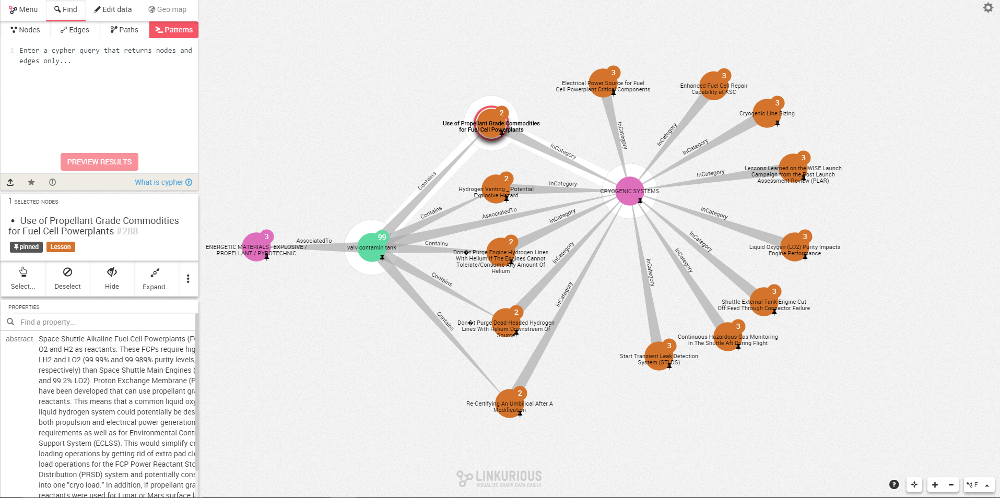 Menu
Find
Edit data
Geo map
Nodes
Edges
Paths
Patterns
1 Enter a cypher query that returns nodes and
edges only...
PREVIEW RESULTS
What is cypher
1 SELECTED NODES
• Use of Propellant Grade Commodities
for Fuel Cell Powerplants #288
pinned
Lesson
Select...
Deselect
Hide
Expand...
PROPERTIES
Find a property...
abstract
Space Shuttle Alkaline Fuel Cell Powerplants (F
O2 and H2 as reactants. These FCPs require hig
LH2 and LO2 (99.99% and 99.989% purity levels,
respectively) than Space Shuttle Main Engines (
and 99.2% LO2). Proton Exchange Membrane (P
have been developed that can use propellant gra
reactants. This means that a common liquid oxy
liquid hydrogen system could potentially be des
both propulsion and electrical power generation
requirements as well as for Environmental Contr
Support System (ECLSS). This would simplify cr
loading operations by getting rid of extra pad cle
load operations for the FCP Power Reactant Sto
Distribution (PRSD) system and potentially cons
into one "cryo load." In addition, if propellant gra
reactants were used for Lunar or Mars surface la
3
Electrical Power Source for Fuel
Cell Powerplant Critical Components
3
Enhanced Fuel Cell Repair
Capability at KSC
3
Cryogenic Line Sizing
2
Use of Propellant Grade Commodities
for Fuel Cell Powerplants
InCategory
InCategory
InCategory
InCategory
3
Lessons Learned on the WISE Launch
Campaign from the Post Launch
Assessment Review (PLAR)
InCategory
Contains
2
Hydrogen Venting _ Potential
Explosive Hazard
InCategory
CRYOGENIC SYSTEMS
Contains
AssociatedTo
InCategory
InCategory
3
ENERGETIC MATERIALS - EXPLOSIVE /
PROPELLANT / PYROTECHNIC
AssociatedTo
99
valv contamin tank
Contains
2
Don�t Purge Engine Hydrogen Lines
With Helium If The Engines Cannot
Tolerate/Consume Any Amount Of
Helium
InCategory
InCategory
InCategory
InCategory
3
Liquid Oxygen (LO2) Purity Impacts
Engine Performance
Contains
InCategory
3
Shuttle External Tank Engine Cut
Off Feed Through Connector Failure
Contains
2
Don�t Purge Dead-Headed Hydrogen
Lines With Helium Downstream Of
Source
3
Continuous Hazardous Gas Monitoring
In The Shuttle Aft During Flight
3
Start Transient Leak Detection
System (STLDS)
2
Re-Certifying An Umbilical After A
Modification
LINKURIOUS
VISUALIZE GRAPH DATA EASILY
F